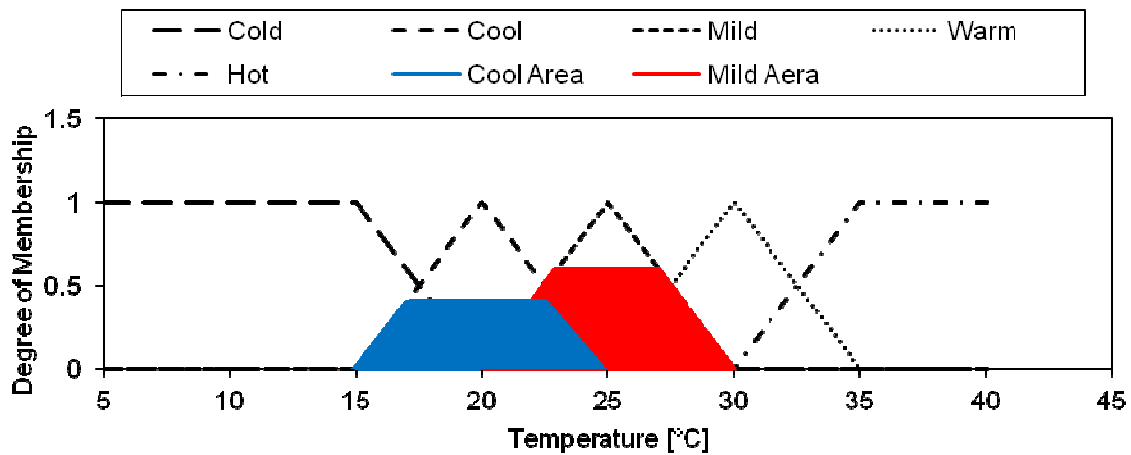 Cold Cool Mild Warm
Hot Cool Area Mild Aera
Degree of Membership
1.5
1
0.5
0
5 10 15 20 25 30 35 40 45
Temperature [°C]